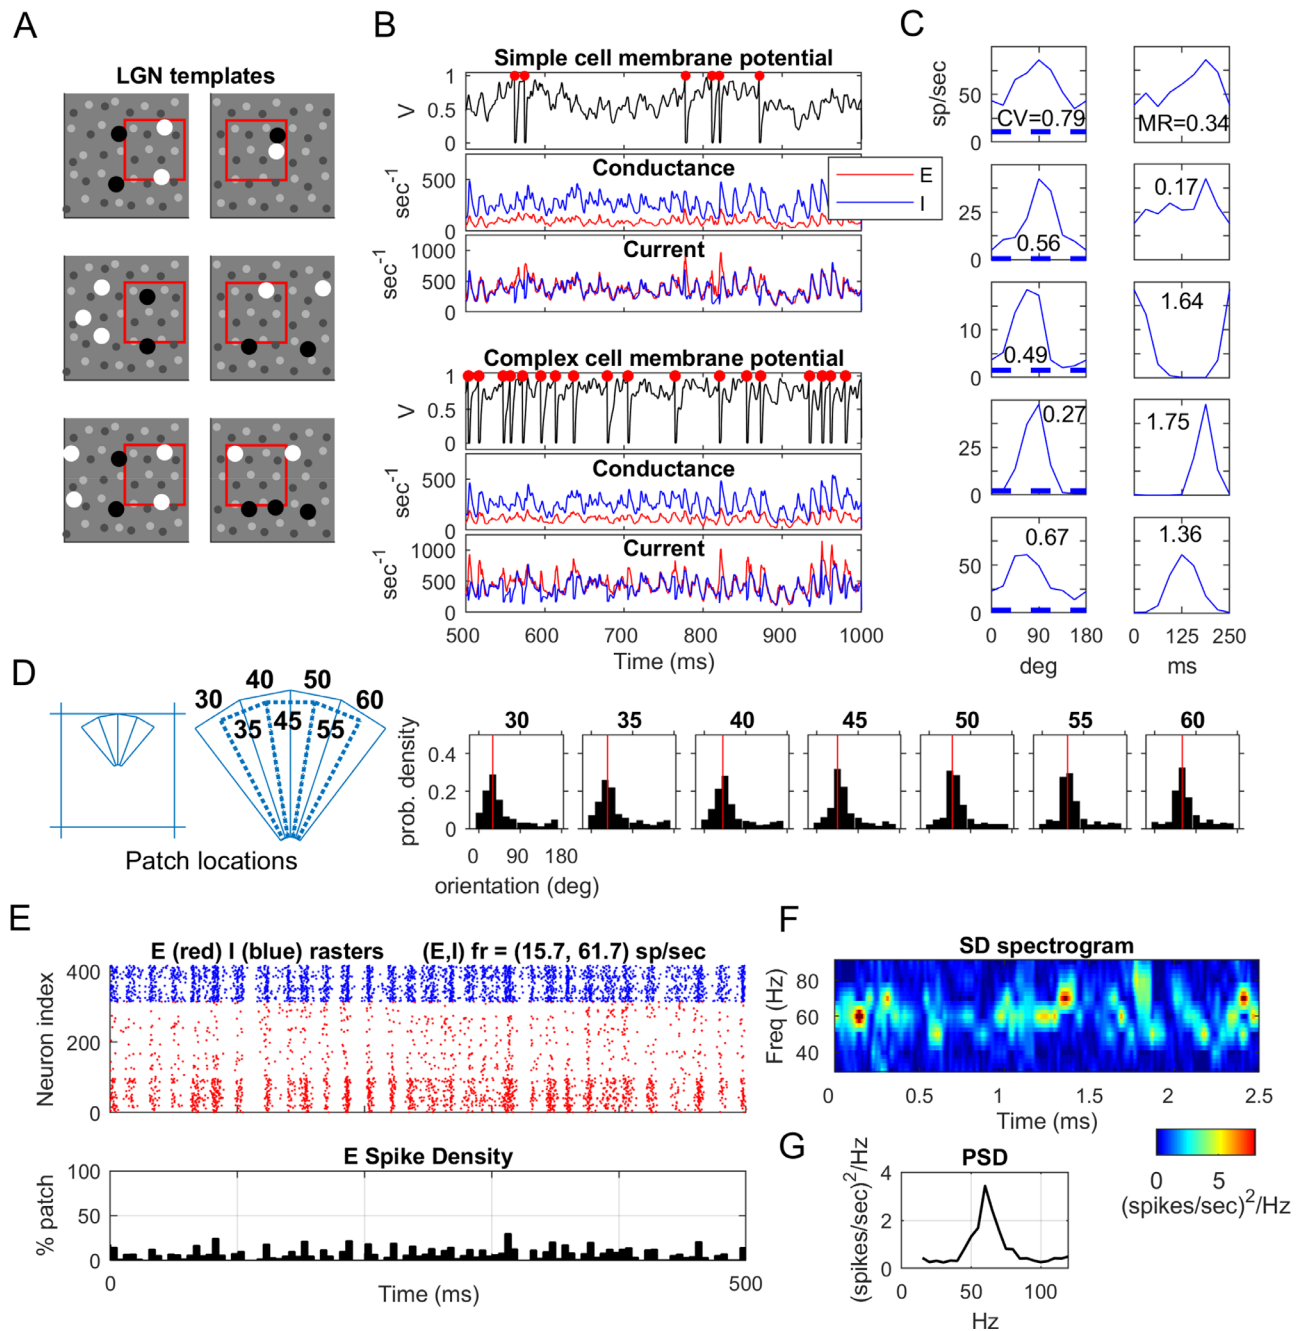 A
LGN templates
B
Simple cell membrane potential
V
1
0.5
0
Conductance
sec⁻¹
500
0
E
I
Current
sec⁻¹
1000
500
0
Complex cell membrane potential
V
1
0.5
0
Conductance
sec⁻¹
500
0
Current
sec⁻¹
1000
500
0
500 600 700 800 900 1000
Time (ms)
C
sp/sec
50
0
CV=0.79
MR=0.34
25
0
0.56
0.17
10
0
0.49
1.64
25
0
0.27
1.75
50
0
0.67
1.36
0 90 180
deg
0 125 250
ms
D
30 40 50 60
35 45 55
Patch locations
prob. density
0.4
0.2
0
30 35 40 45 50 55 60
0 90 180
orientation (deg)
E
E (red) I (blue) rasters (E,I) fr = (15.7, 61.7) sp/sec
Neuron index
400
200
0
E Spike Density
% patch
100
50
0
0 500
Time (ms)
F
SD spectrogram
Freq (Hz)
80
60
40
0 0.5 1 1.5 2 2.5
Time (ms)
0 5
(spikes/sec)²/Hz
G
PSD
(spikes/sec)²/Hz
4
2
0
0 50 100
Hz